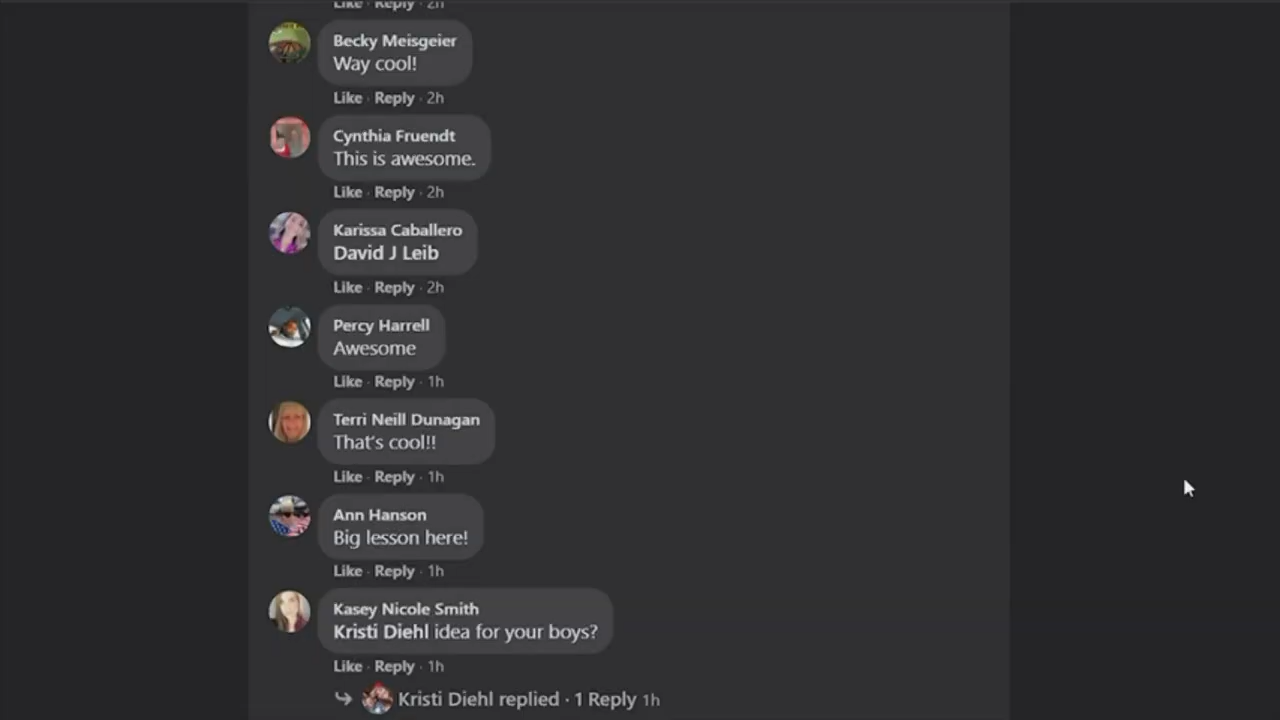 Like · Reply · 2h
Becky Meisgeier
Way cool!
Like · Reply · 2h
Cynthia Fruendt
This is awesome.
Like · Reply · 2h
Karissa Caballero
David J Leib
Like · Reply · 2h
Percy Harrell
Awesome
Like · Reply · 1h
Terri Neill Dunagan
That's cool!!
Like · Reply · 1h
Ann Hanson
Big lesson here!
Like · Reply · 1h
Kasey Nicole Smith
Kristi Diehl idea for your boys?
Like · Reply · 1h
Kristi Diehl replied · 1 Reply 1h